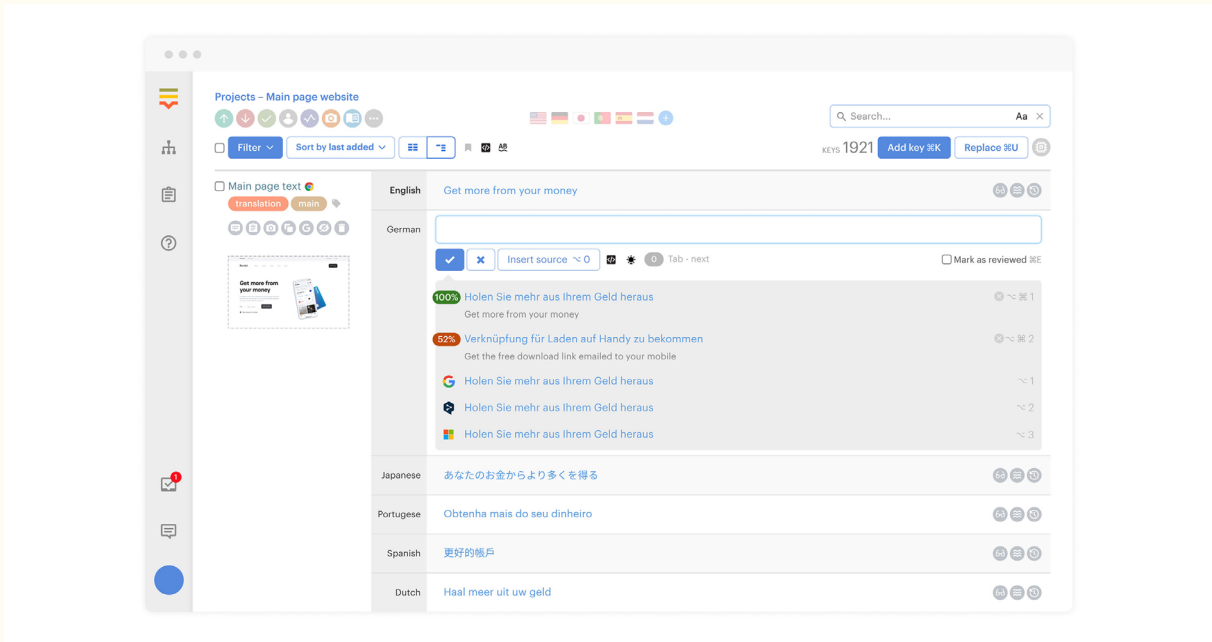 Projects – Main page website
Search... Aa
Filter
Sort by last added
KEYS 1921
Add key ⌘K
Replace ⌘U
Main page text
translation main
Get more from
your money
English Get more from your money
German
Insert source ⌥ 0
0 Tab - next
Mark as reviewed ⌘E
100% Holen Sie mehr aus Ihrem Geld heraus ⌥ ⌘ 1
Get more from your money
52% Verknüpfung für Laden auf Handy zu bekommen ⌥ ⌘ 2
Get the free download link emailed to your mobile
Holen Sie mehr aus Ihrem Geld heraus ⌥ 1
Holen Sie mehr aus Ihrem Geld heraus ⌥ 2
Holen Sie mehr aus Ihrem Geld heraus ⌥ 3
Japanese あなたのお金からより多くを得る
Portugese Obtenha mais do seu dinheiro
Spanish 更好的帳戶
Dutch Haal meer uit uw geld
1